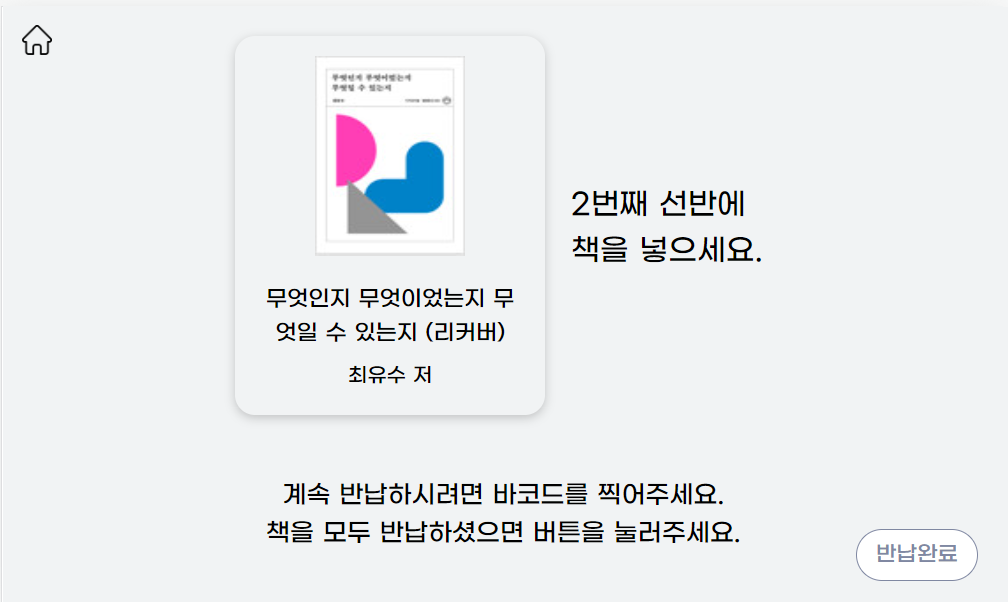 무엇인지 무엇이었는지
무엇일 수 있는지
2번째 선반에
책을 넣으세요.
무엇인지 무엇이었는지 무
엇일 수 있는지 (리커버)
최유수 저
계속 반납하시려면 바코드를 찍어주세요.
책을 모두 반납하셨으면 버튼을 눌러주세요.
반납완료